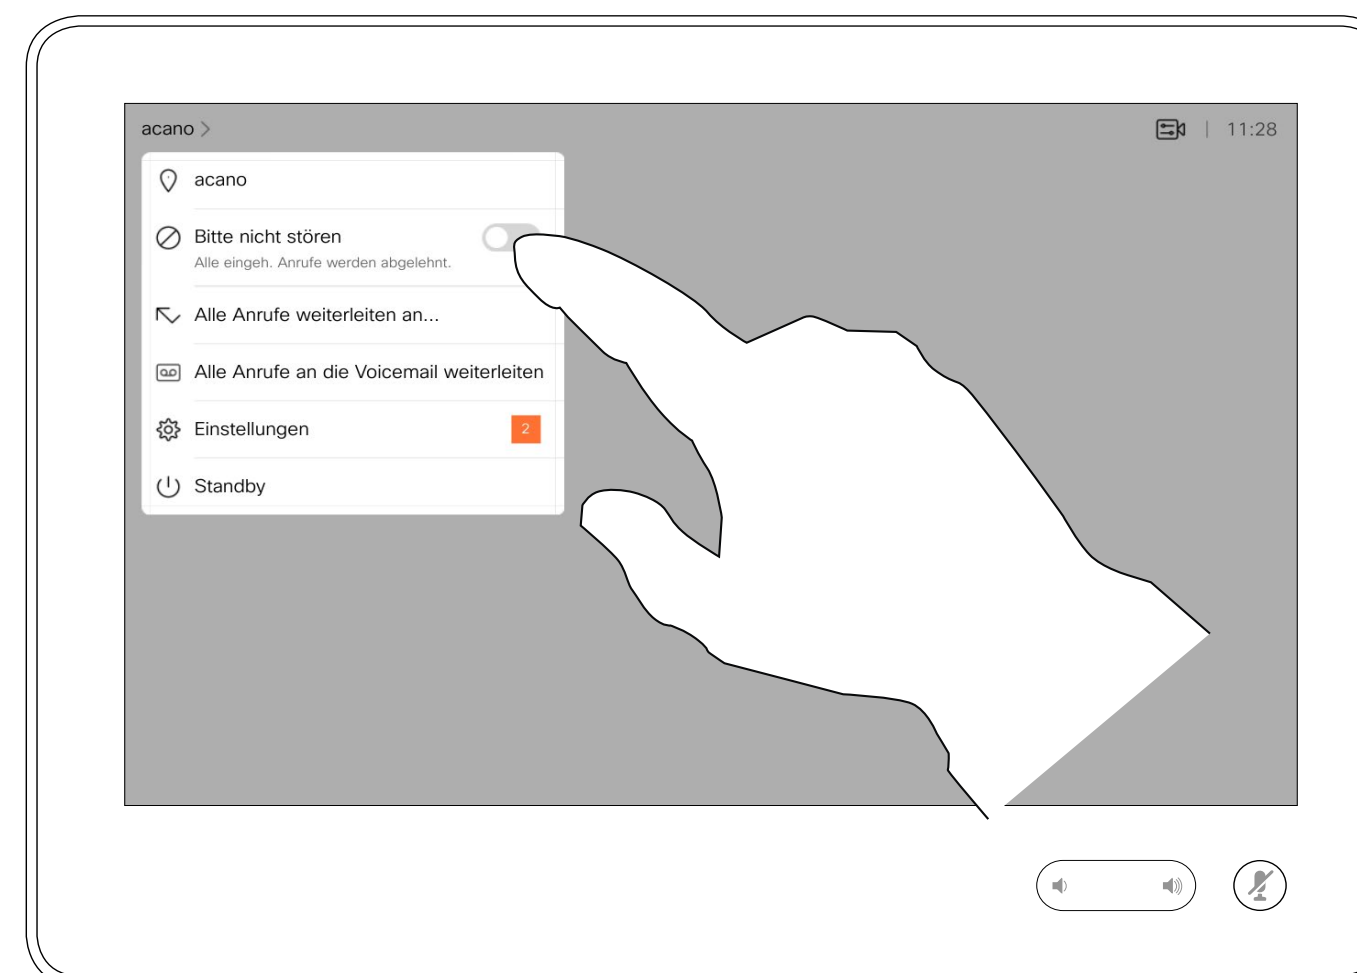 acano
11:28
acano
Bitte nicht stören
Alle eingeh. Anrufe werden abgelehnt.
Alle Anrufe weiterleiten an...
Alle Anrufe an die Voicemail weiterleiten
Einstellungen 2
Standby